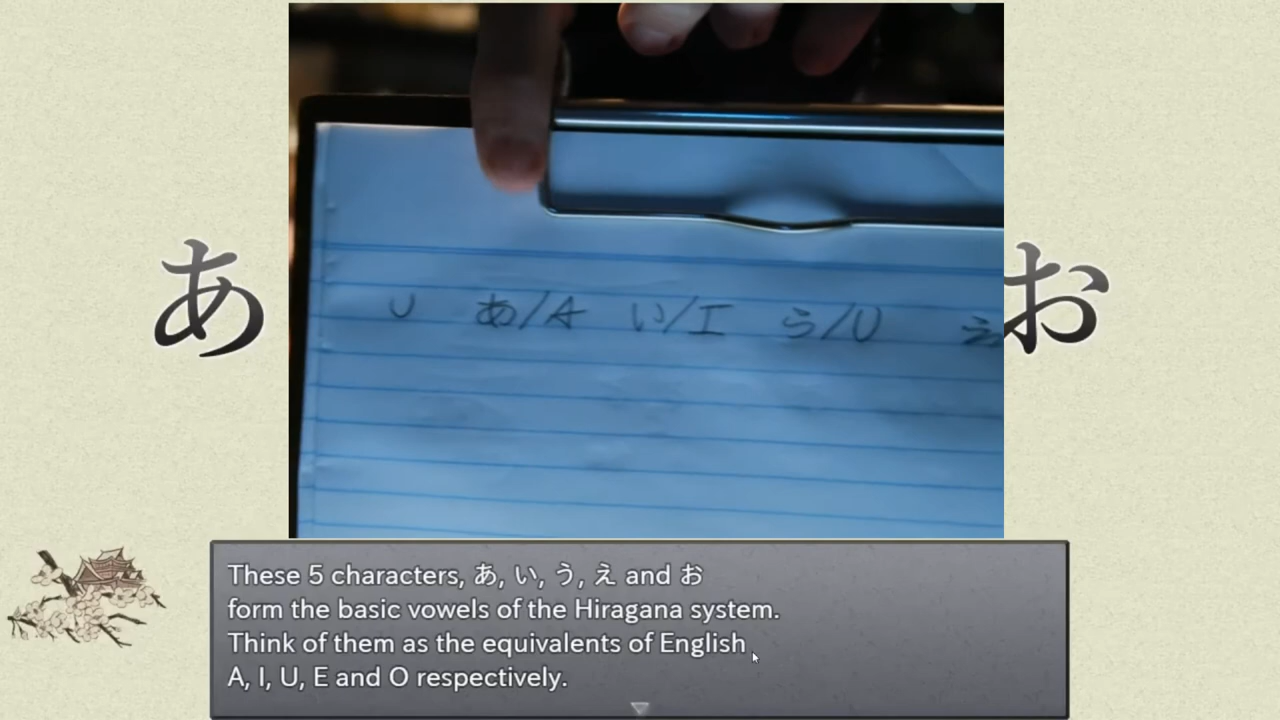 あ
U あ/A い/I う/U え
お
These 5 characters, あ, い, う, え and お
form the basic vowels of the Hiragana system.
Think of them as the equivalents of English
A, I, U, E and O respectively.